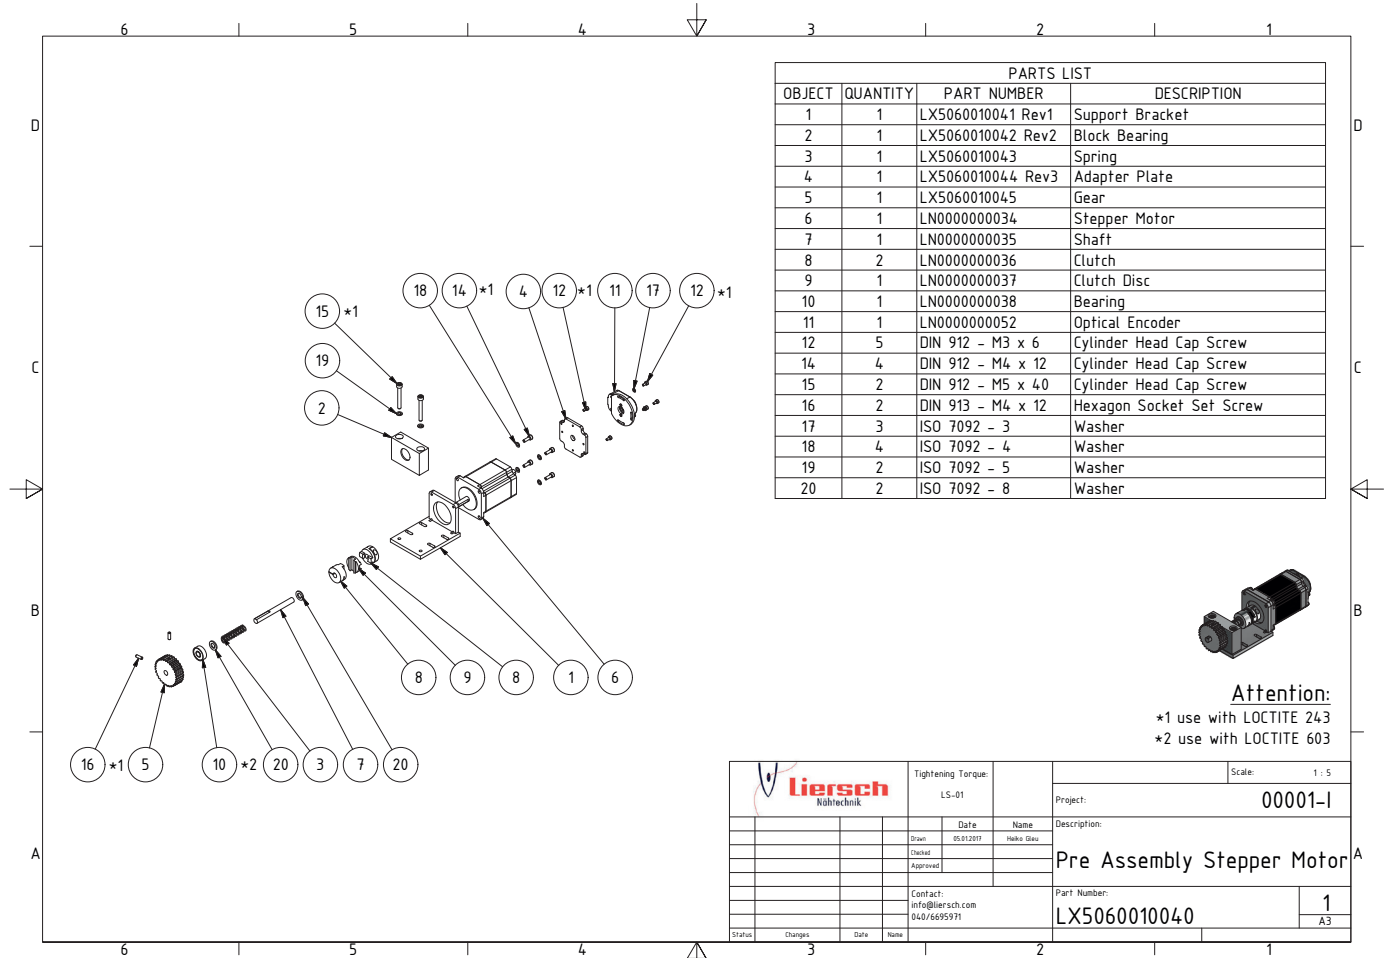 6 5 4 3 2 1
D D
C C
B B
A A
6 5 4 3 2 1
PARTS LIST
OBJECT QUANTITY PART NUMBER DESCRIPTION
1 1 LX5060010041 Rev1 Support Bracket
2 1 LX5060010042 Rev2 Block Bearing
3 1 LX5060010043 Spring
4 1 LX5060010044 Rev3 Adapter Plate
5 1 LX5060010045 Gear
6 1 LN0000000034 Stepper Motor
7 1 LN0000000035 Shaft
8 2 LN0000000036 Clutch
9 1 LN0000000037 Clutch Disc
10 1 LN0000000038 Bearing
11 1 LN0000000052 Optical Encoder
12 5 DIN 912 - M3 x 6 Cylinder Head Cap Screw
14 4 DIN 912 - M4 x 12 Cylinder Head Cap Screw
15 2 DIN 912 - M5 x 40 Cylinder Head Cap Screw
16 2 DIN 913 - M4 x 12 Hexagon Socket Set Screw
17 3 ISO 7092 - 3 Washer
18 4 ISO 7092 - 4 Washer
19 2 ISO 7092 - 5 Washer
20 2 ISO 7092 - 8 Washer
18 14 *1 4 12 *1 11 17 12 *1
15 *1
19
2
8 9 8 1 6
16 *1 5 10 *2 20 3 7 20
Attention:
*1 use with LOCTITE 243
*2 use with LOCTITE 603
Liersch
Nähtechnik
Tightening Torque:
LS-01
Scale: 1 : 5
Project: 00001-I
Date Name
Drawn 05.01.2017 Heiko Gleu
Checked
Approved
Description:
Pre Assembly Stepper Motor
Contact:
info@liersch.com
040/6695971
Part Number:
LX5060010040
1
A3
Status Changes Date Name